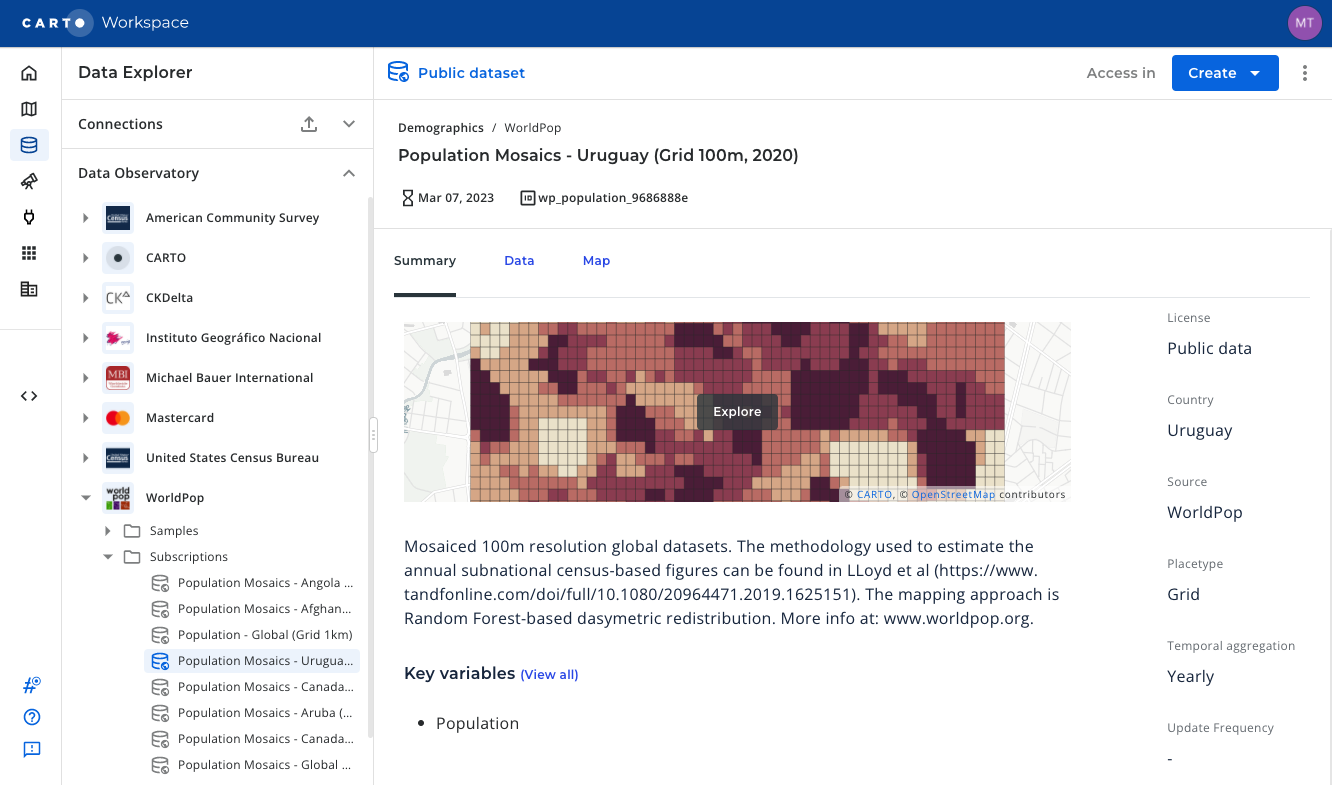 CARTO Workspace
MT
Data Explorer
Public dataset
Access in
Create
Connections
Data Observatory
American Community Survey
CARTO
CKDelta
Instituto Geográfico Nacional
Michael Bauer International
Mastercard
United States Census Bureau
WorldPop
Samples
Subscriptions
Population Mosaics - Angola ...
Population Mosaics - Afghan...
Population - Global (Grid 1km)
Population Mosaics - Urugua...
Population Mosaics - Canada...
Population Mosaics - Aruba (...
Population Mosaics - Canada...
Population Mosaics - Global ...
Census
CK
MBI
Census
world
pop
Demographics / WorldPop
Population Mosaics - Uruguay (Grid 100m, 2020)
Mar 07, 2023
ID wp_population_9686888e
Summary
Data
Map
Explore
© CARTO, © OpenStreetMap contributors
Mosaiced 100m resolution global datasets. The methodology used to estimate the
annual subnational census-based figures can be found in LLoyd et al (https://www.
tandfonline.com/doi/full/10.1080/20964471.2019.1625151). The mapping approach is
Random Forest-based dasymetric redistribution. More info at: www.worldpop.org.
Key variables (View all)
• Population
License
Public data
Country
Uruguay
Source
WorldPop
Placetype
Grid
Temporal aggregation
Yearly
Update Frequency
-